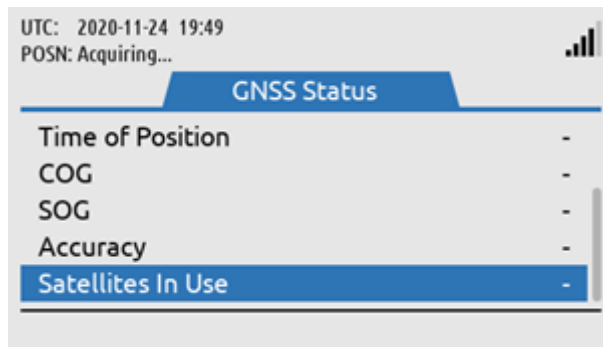 UTC: 2020-11-24 19:49
POSN: Acquiring...
GNSS Status
Time of Position -
COG -
SOG -
Accuracy -
Satellites In Use -